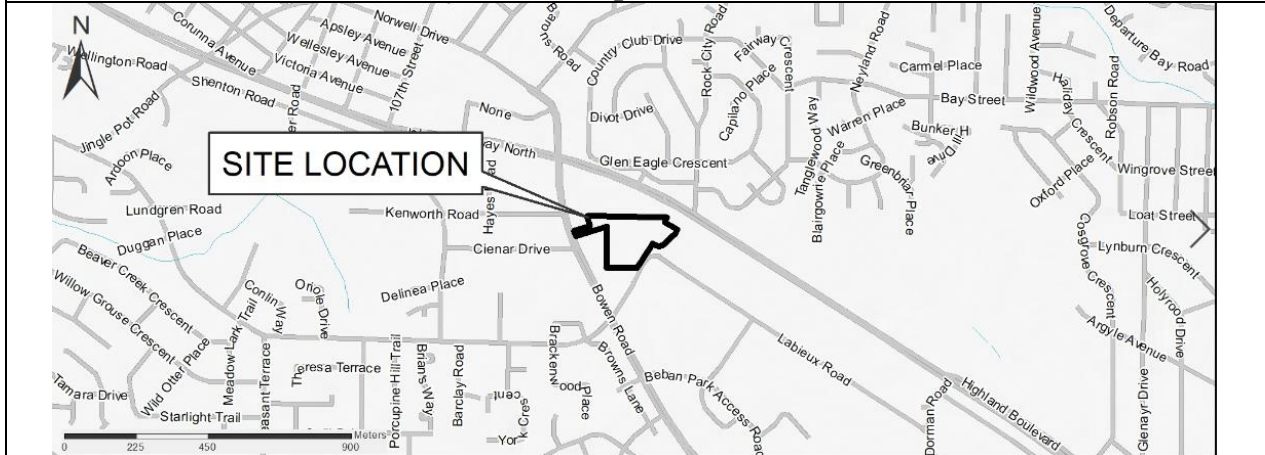 N
Wellington Road
Corunna Avenue
Apsley Avenue
Norwell Drive
Wellesley Avenue
Victoria Avenue
107th Street
Shenton Road
Jingle Pot Road
Ardoon Place
None
Country Club Drive
Rock City Road
Fairway Crescent
Capilano Place
Divot Drive
Glen Eagle Crescent
Neyland Road
Carmel Place
Departure Bay Road
Wildwood Avenue
Haliday Crescent
Robson Road
Bay Street
Tanglewood Way
Warren Place
Bunker Hill Drive
Blairgowrie Place
Greenbriar Place
Oxford Place
Wingrove Street
Loat Street
SITE LOCATION
Lundgren Road
Duggan Place
Kenworth Road
Cienar Drive
Delinea Place
Cosgrove Crescent
Lynburn Crescent
Holyrood Drive
Argyle Avenue
Beaver Creek Crescent
Willow Grouse Crescent
Wild Otter Place
Meadow Lark Trail
Conlin Way
Oriole Drive
Theresa Terrace
Tamara Drive
Starlight Trail
Porcupine Hill Trail
Brian's Way
Barclay Road
Bowen Road
Browns Lane
Beban Park Access Road
Labieux Road
Dorman Road
Highland Boulevard
Glenayr Drive
0 225 450 900 Meters